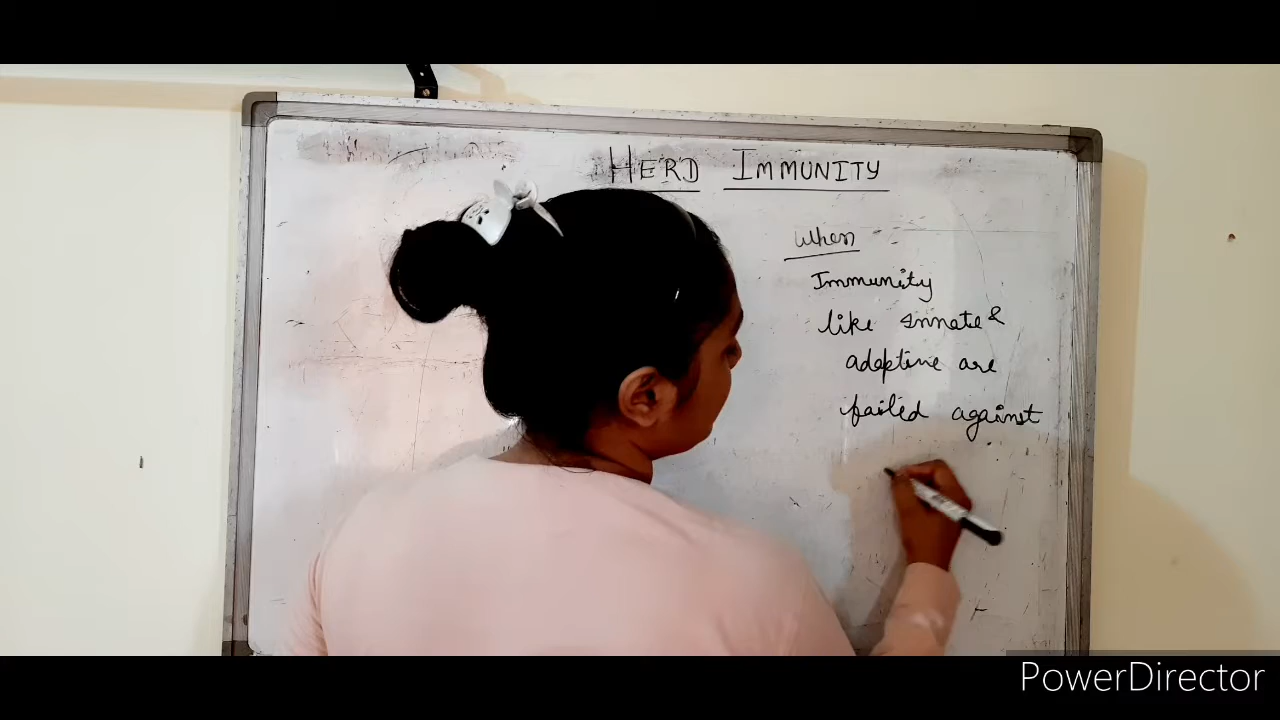 HERD IMMUNITY
When
Immunity
like Innate &
adaptive are
failed against
PowerDirector